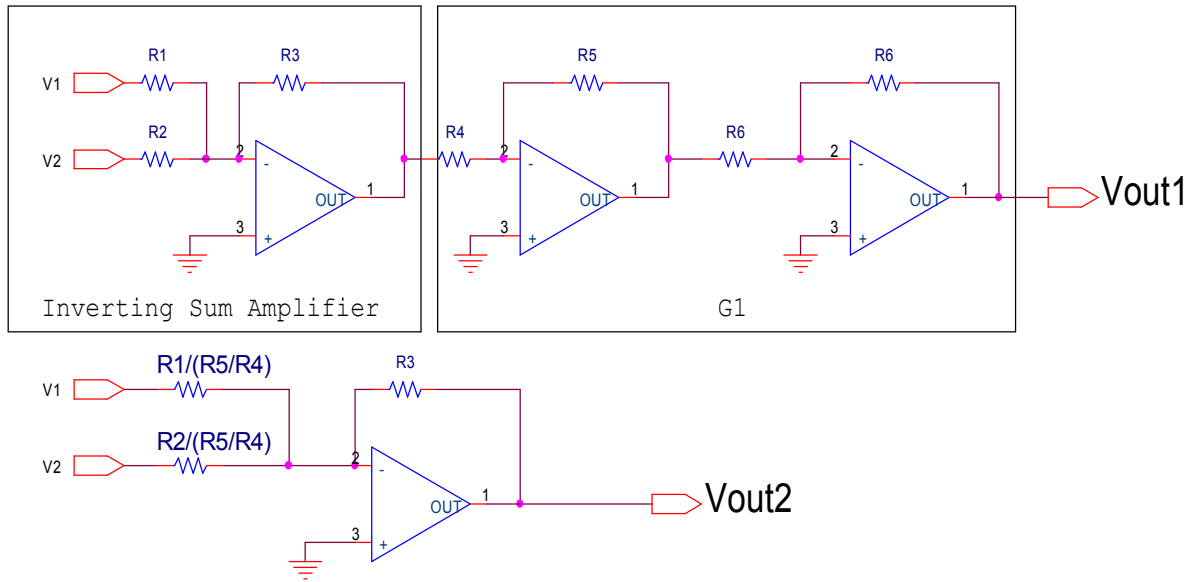 R1
R3
R5
R6
V1
R2
R4
R6
V2
2
-
OUT
1
3
+
2
-
OUT
1
3
+
2
-
OUT
1
3
+
Vout1
Inverting Sum Amplifier
G1
R1/(R5/R4)
R3
V1
R2/(R5/R4)
V2
2
-
OUT
1
3
+
Vout2